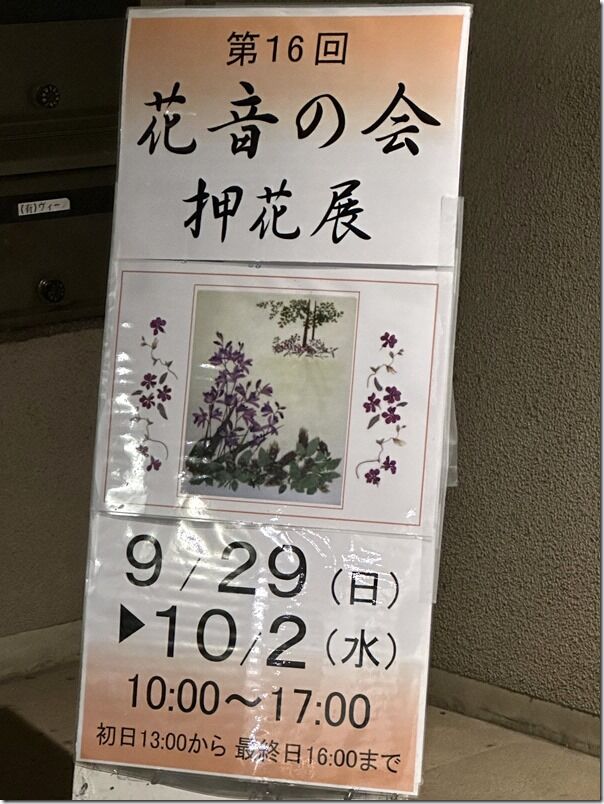 第16回
花音の会
押花展
(有)ヴィー
9/29(日)
▶10/2(水)
10:00~17:00
初日13:00から 最終日16:00まで